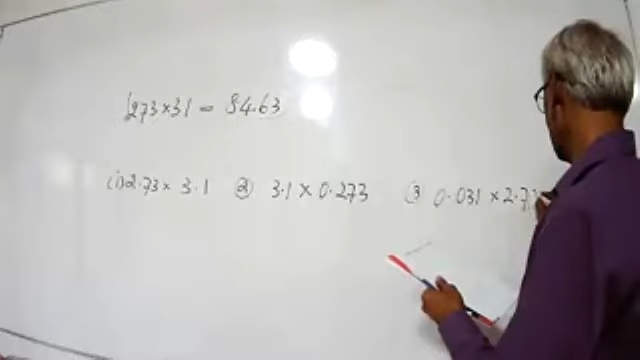 273×31 = 84.63
(1) 2.73× 3.1 ② 3.1 × 0.273 (3 0.031 × 2.73